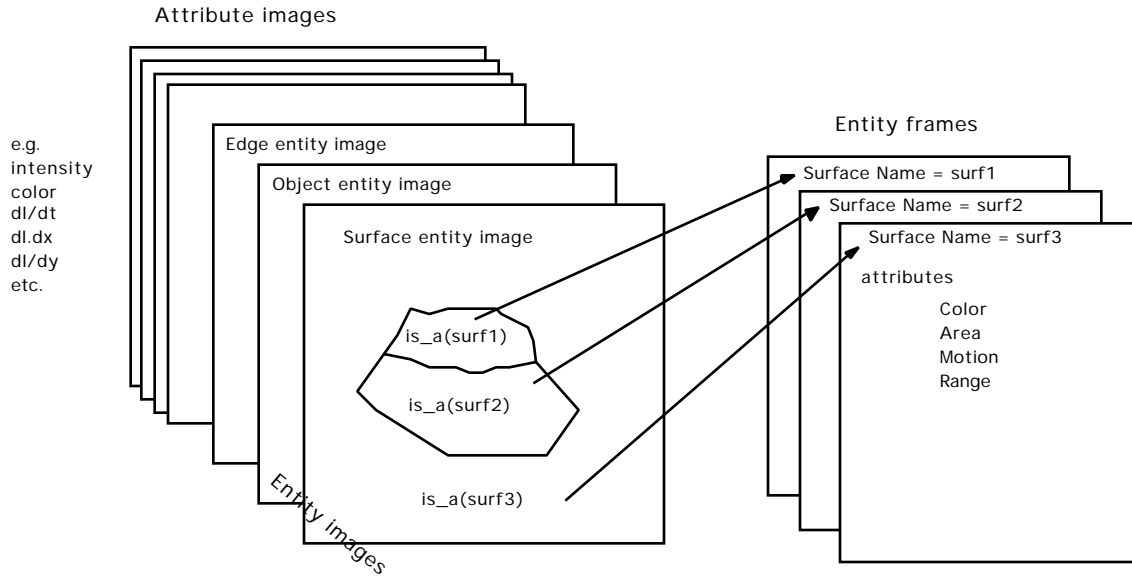 Attribute images
e.g.
intensity
color
dI/dt
dI.dx
dI/dy
etc.
Edge entity image
Object entity image
Surface entity image
is_a(surf1)
is_a(surf2)
is_a(surf3)
Entity images
Entity frames
Surface Name = surf1
Surface Name = surf2
Surface Name = surf3
attributes
Color
Area
Motion
Range